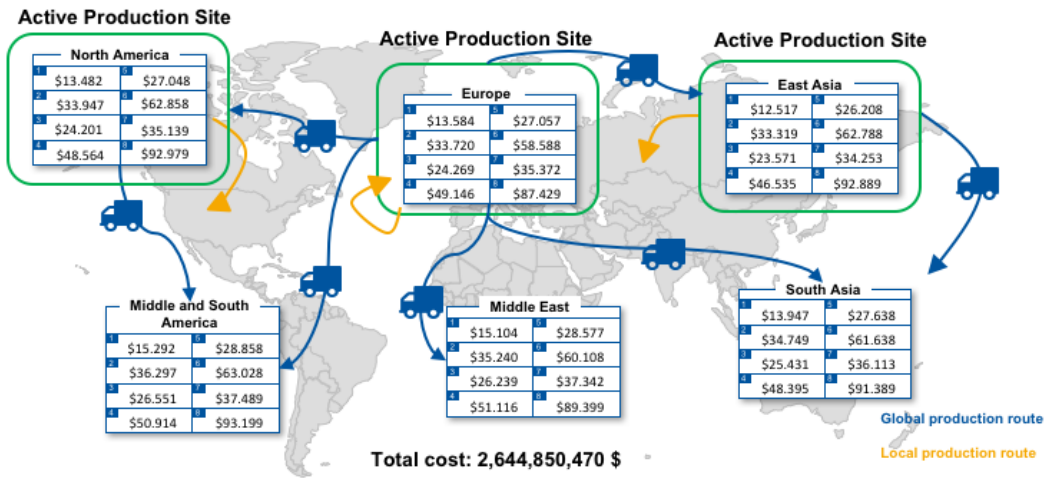 Active Production Site
North America
1 $13.482 5 $27.048
2 $33.947 6 $62.858
3 $24.201 7 $35.139
4 $48.564 8 $92.979
Active Production Site
Europe
1 $13.584 5 $27.057
2 $33.720 6 $58.588
3 $24.269 7 $35.372
4 $49.146 8 $87.429
Active Production Site
East Asia
1 $12.517 5 $26.208
2 $33.319 6 $62.788
3 $23.571 7 $34.253
4 $46.535 8 $92.889
Middle and South
America
1 $15.292 5 $28.858
2 $36.297 6 $63.028
3 $26.551 7 $37.489
4 $50.914 8 $93.199
Middle East
1 $15.104 5 $28.577
2 $35.240 6 $60.108
3 $26.239 7 $37.342
4 $51.116 8 $89.399
South Asia
1 $13.947 5 $27.638
2 $34.749 6 $61.638
3 $25.431 7 $36.113
4 $48.395 8 $91.389
Global production route
Local production route
Total cost: 2,644,850,470 $